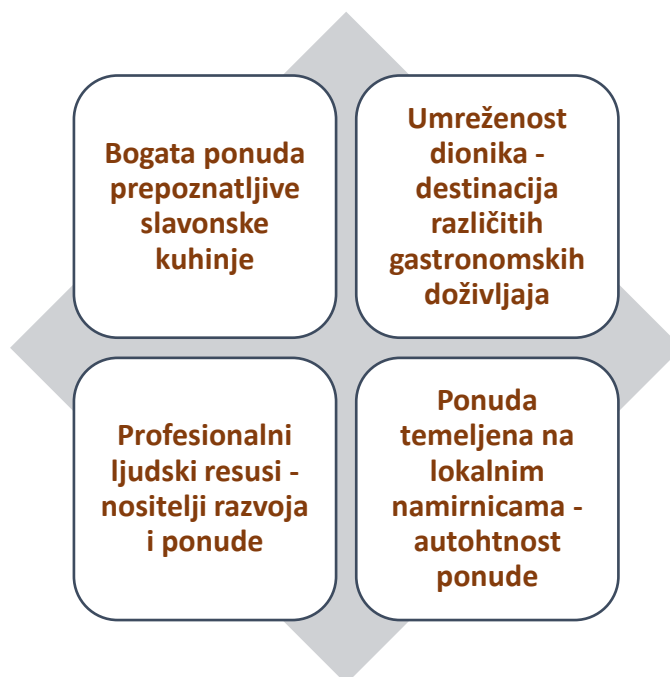 Bogata ponuda
prepoznatljive
slavonske
kuhinje
Umreženost
dionika -
destinacija
različitih
gastronomskih
doživljaja
Profesionalni
ljudski resusi -
nositelji razvoja
i ponude
Ponuda
temeljena na
lokalnim
namirnicama -
autohtnost
ponude